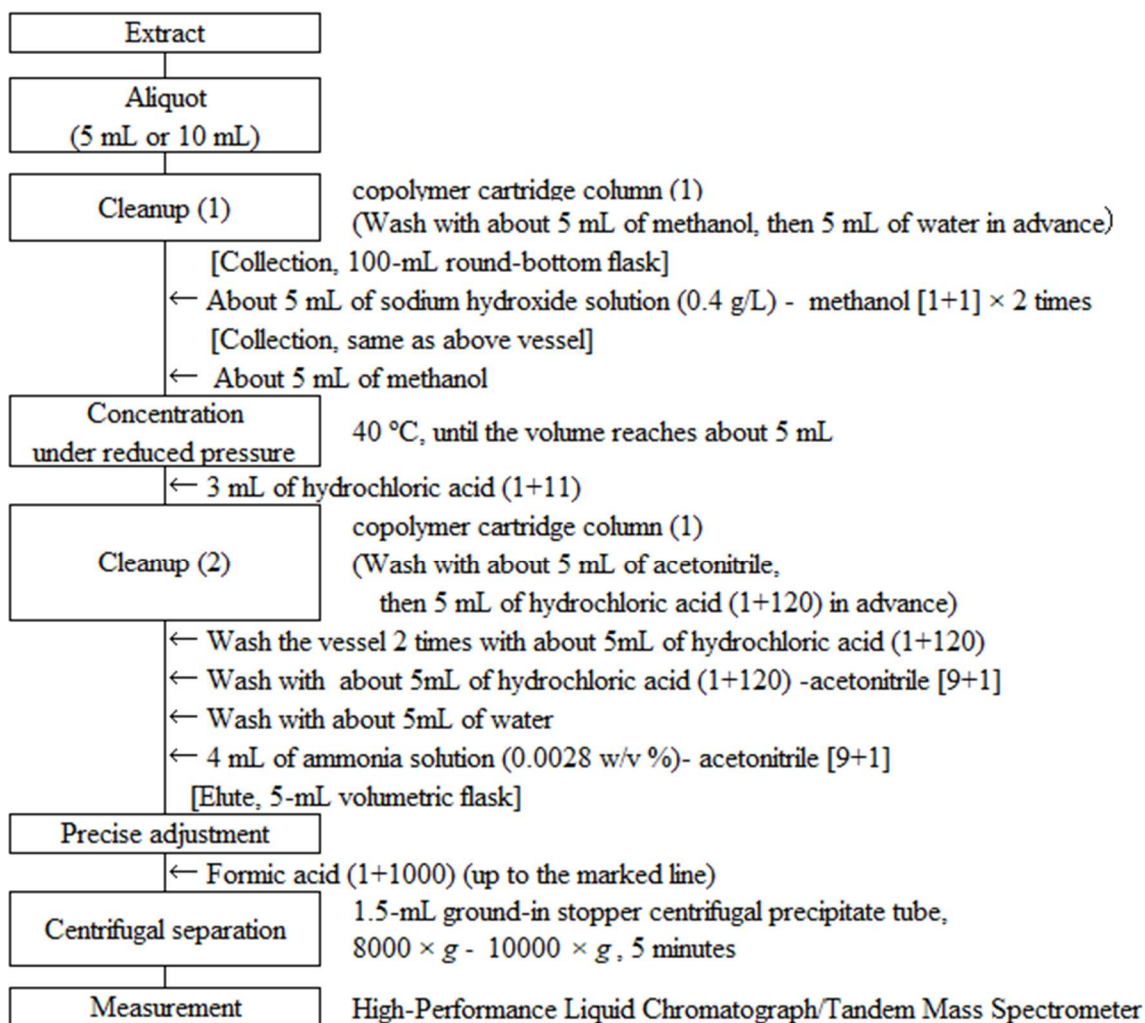 Extract
Aliquot
(5 mL or 10 mL)
Cleanup (1)
copolymer cartridge column (1)
(Wash with about 5 mL of methanol, then 5 mL of water in advance)
[Collection, 100-mL round-bottom flask]
← About 5 mL of sodium hydroxide solution (0.4 g/L) - methanol [1+1] × 2 times
[Collection, same as above vessel]
← About 5 mL of methanol
Concentration
under reduced pressure
40 °C, until the volume reaches about 5 mL
← 3 mL of hydrochloric acid (1+11)
Cleanup (2)
copolymer cartridge column (1)
(Wash with about 5 mL of acetonitrile,
then 5 mL of hydrochloric acid (1+120) in advance)
← Wash the vessel 2 times with about 5mL of hydrochloric acid (1+120)
← Wash with about 5mL of hydrochloric acid (1+120) -acetonitrile [9+1]
← Wash with about 5mL of water
← 4 mL of ammonia solution (0.0028 w/v %)- acetonitrile [9+1]
[Elute, 5-mL volumetric flask]
Precise adjustment
← Formic acid (1+1000) (up to the marked line)
Centrifugal separation
1.5-mL ground-in stopper centrifugal precipitate tube,
8000 × g - 10000 × g , 5 minutes
Measurement
High-Performance Liquid Chromatograph/Tandem Mass Spectrometer